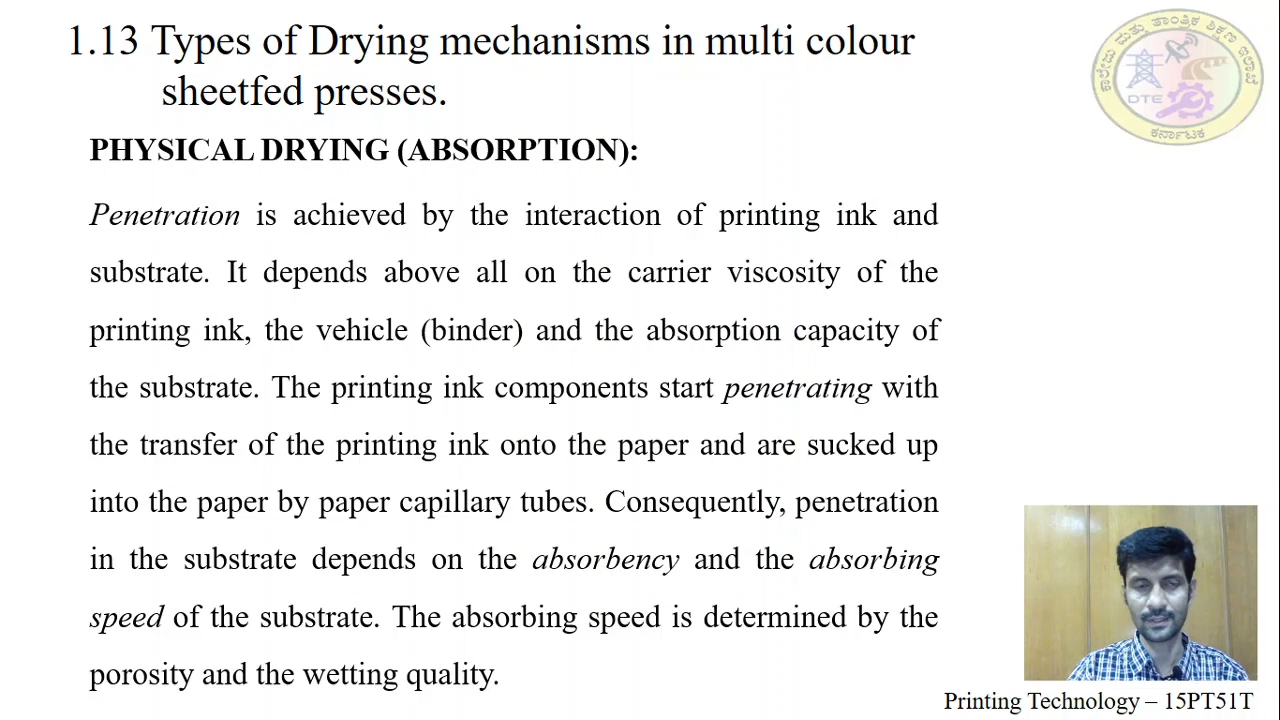 1.13 Types of Drying mechanisms in multi colour
sheetfed presses.
PHYSICAL DRYING (ABSORPTION):
Penetration is achieved by the interaction of printing ink and
substrate. It depends above all on the carrier viscosity of the
printing ink, the vehicle (binder) and the absorption capacity of
the substrate. The printing ink components start penetrating with
the transfer of the printing ink onto the paper and are sucked up
into the paper by paper capillary tubes. Consequently, penetration
in the substrate depends on the absorbency and the absorbing
speed of the substrate. The absorbing speed is determined by the
porosity and the wetting quality.
ಕಾಲೇಜು ಮತ್ತು ತಾಂತ್ರಿಕ ಶಿಕ್ಷಣ ಇಲಾಖೆ
DTE
ಕರ್ನಾಟಕ
Printing Technology – 15PT51T